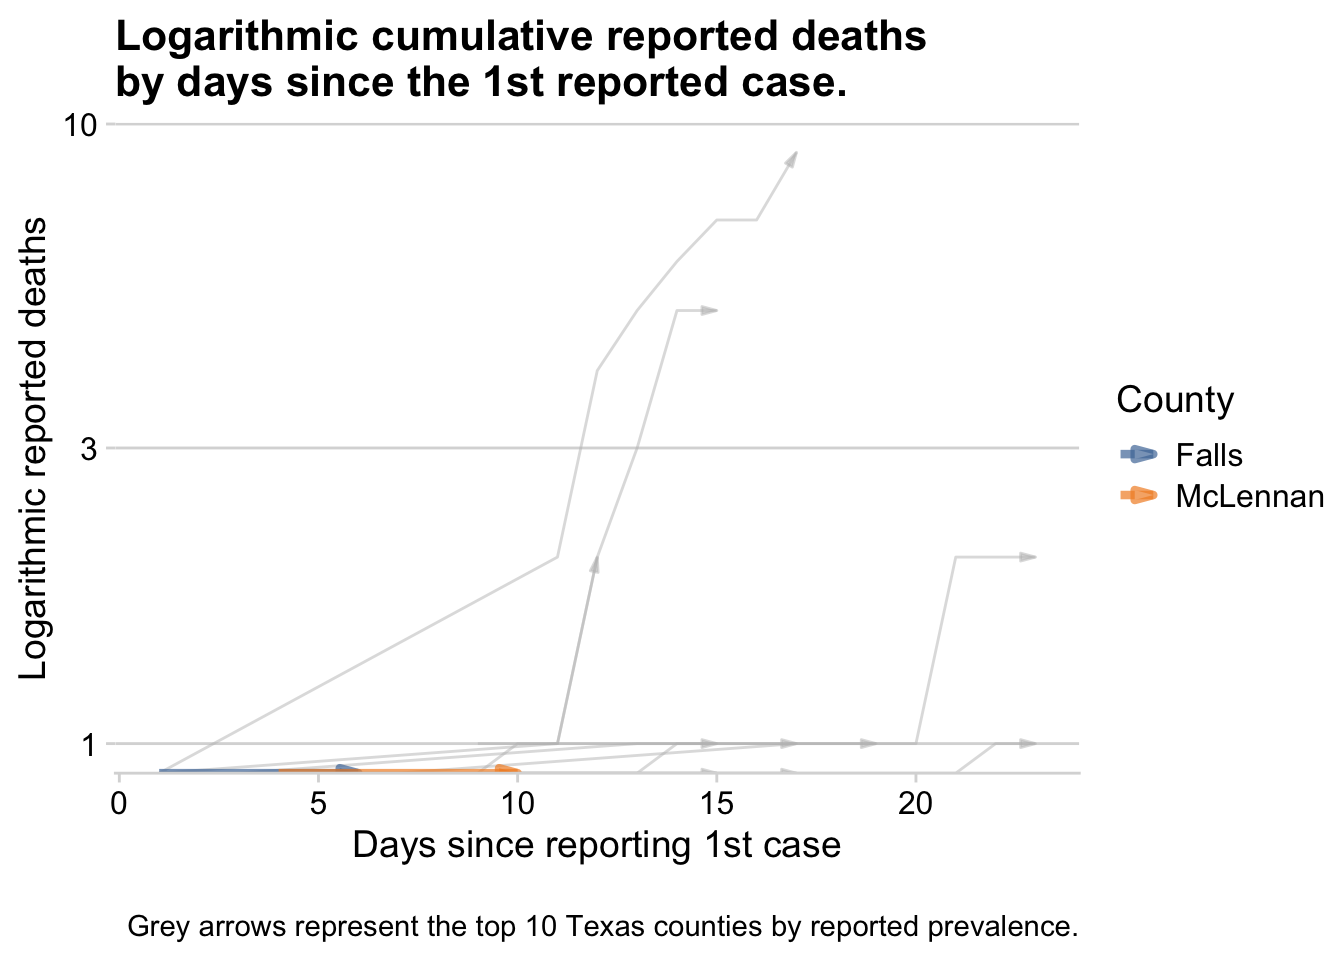 Logarithmic cumulative reported deaths
by days since the 1st reported case.
10
3
1
Logarithmic reported deaths
0 5 10 15 20
Days since reporting 1st case
County
Falls
McLennan
Grey arrows represent the top 10 Texas counties by reported prevalence.